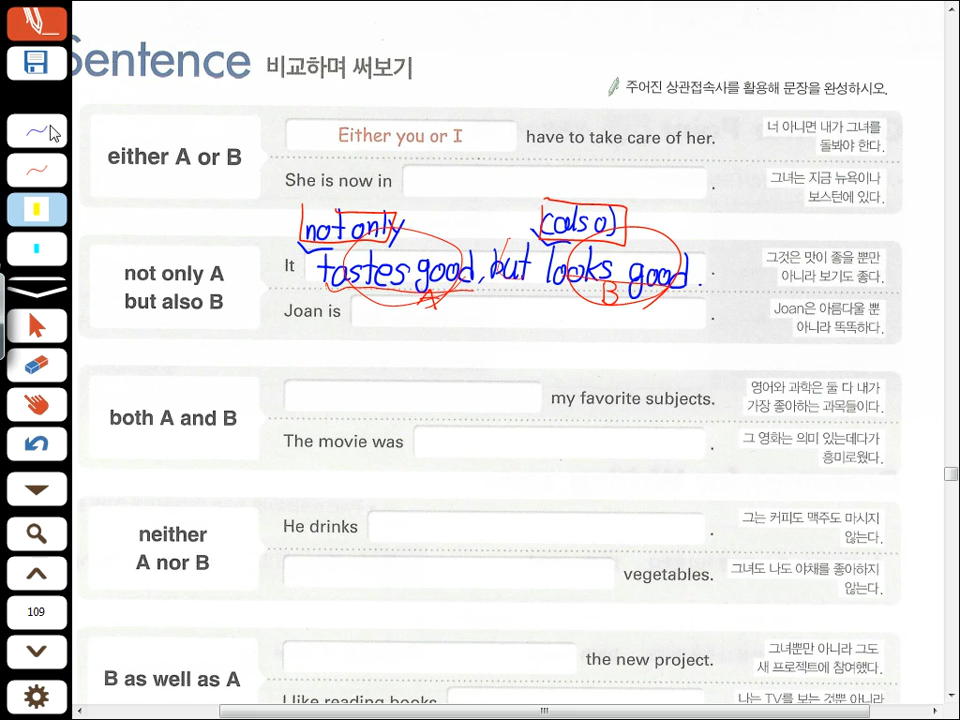 Sentence 비교하며 써보기
주어진 상관접속사를 활용해 문장을 완성하시오.
either A or B
Either you or I have to take care of her.
너 아니면 내가 그녀를
돌봐야 한다.
She is now in .
그녀는 지금 뉴욕이나
보스턴에 있다.
not only (also)
not only A
but also B
It tastes good, but looks good .
A B
그것은 맛이 좋을 뿐만
아니라 보기도 좋다.
Joan is .
Joan은 아름다울 뿐
아니라 똑똑하다.
both A and B
my favorite subjects.
영어와 과학은 둘 다 내가
가장 좋아하는 과목들이다.
The movie was .
그 영화는 의미 있는데다가
흥미로웠다.
neither
A nor B
He drinks .
그는 커피도 맥주도 마시지
않는다.
vegetables.
그녀도 나도 야채를 좋아하지
않는다.
109
B as well as A
the new project.
그녀뿐만 아니라 그도
새 프로젝트에 참여했다.
I like reading books
나는 TV를 보는 것뿐 아니라